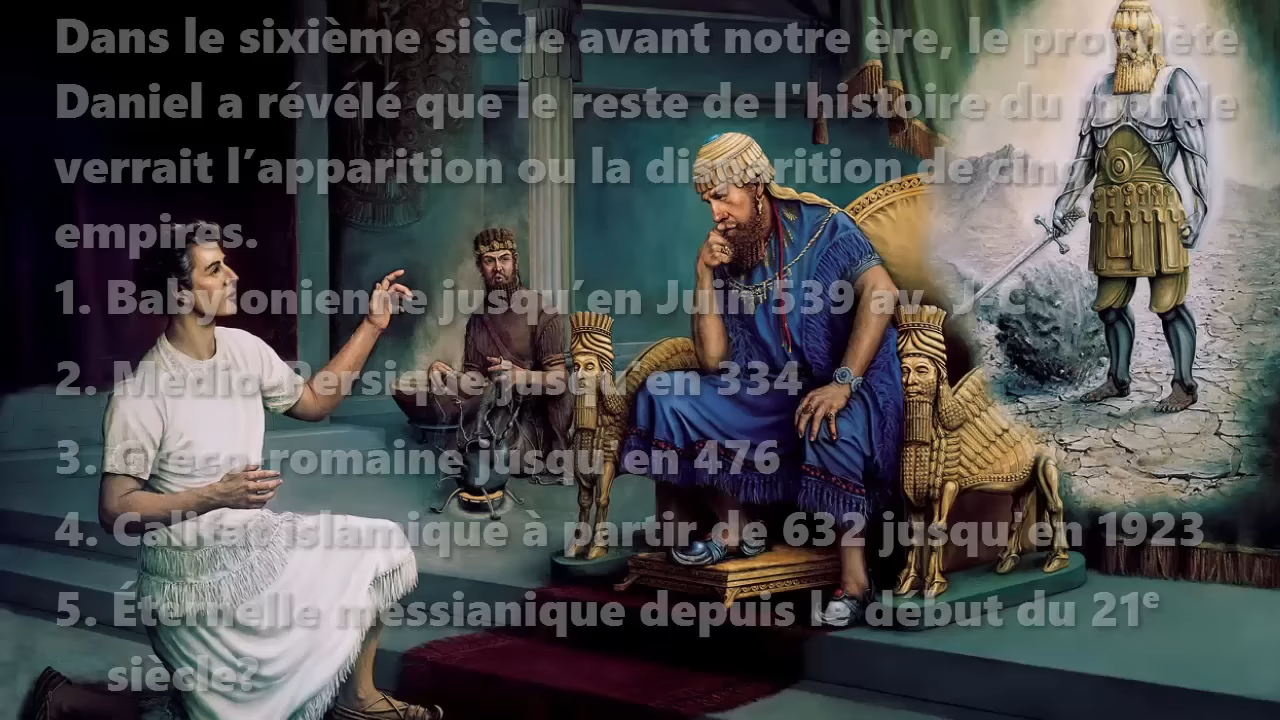 Dans le sixième siècle avant notre ère, le prophète
Daniel a révélé que le reste de l'histoire du monde
verrait l’apparition ou la disparition de cinq
empires.
1. Babylonienne jusqu’en Juin 539 av. J-C
2. Médio-Persique jusqu’en 334
3. Gréco-romaine jusqu’en 476
4. Califat islamique à partir de 632 jusqu’en 1923
5. Éternelle messianique depuis le début du 21e
siècle?